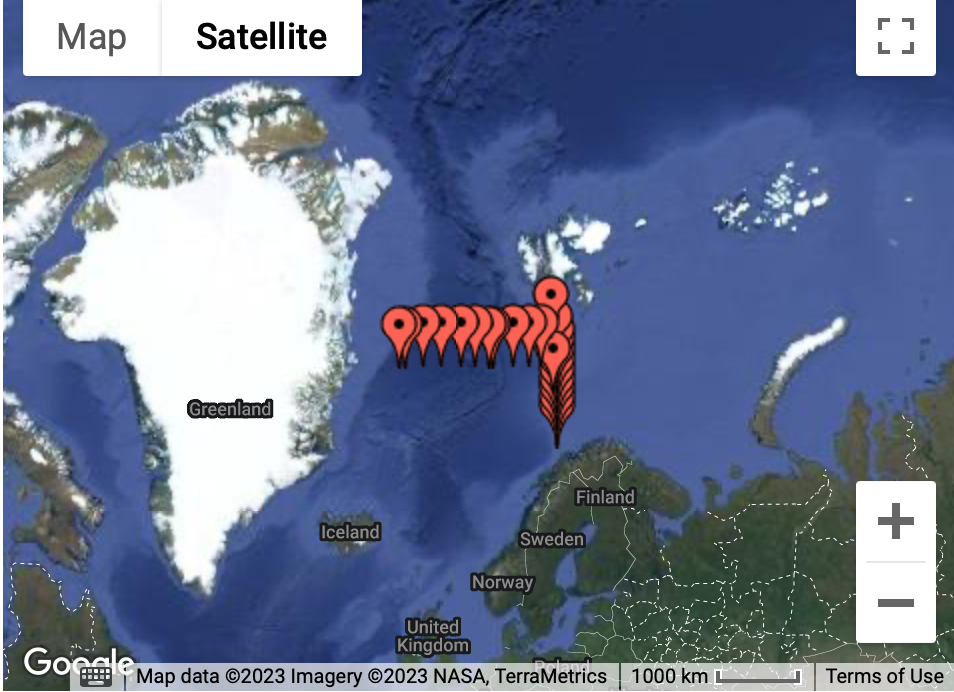 Map Satellite
Greenland
Finland
Iceland
Sweden
Norway
United
Kingdom
Poland
Google
Map data ©2023 Imagery ©2023 NASA, TerraMetrics 1000 km Terms of Use